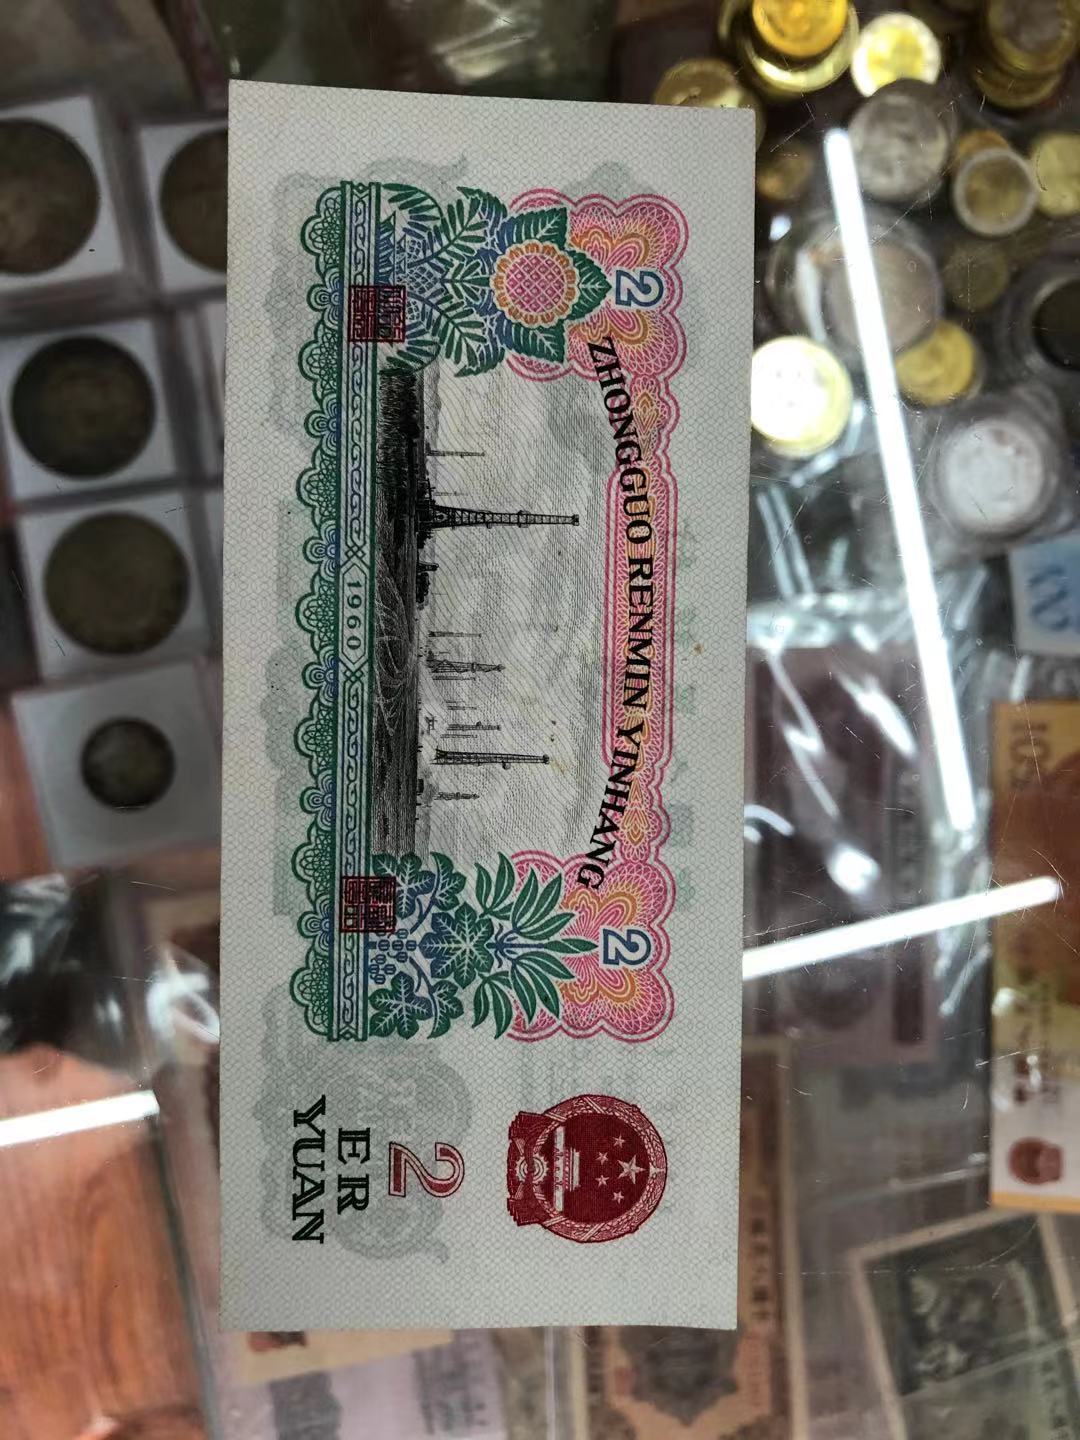 ZHONGGUO RENMIN YINHANG
2
2
2
ER
YUAN
1960